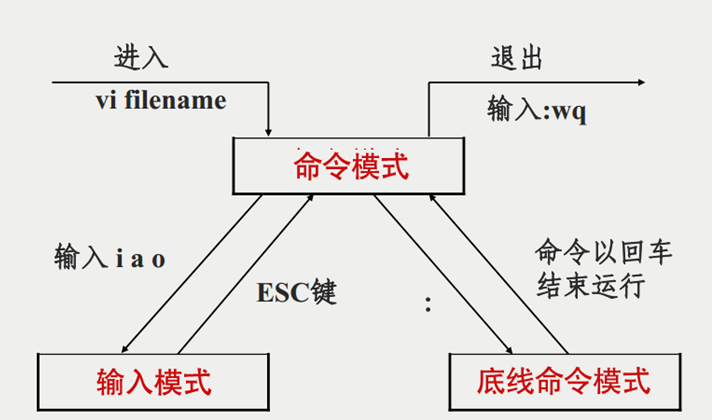 进入
退出
vi filename
输入:wq
命令模式
输入 i a o
ESC键
:
命令以回车
结束运行
输入模式
底线命令模式